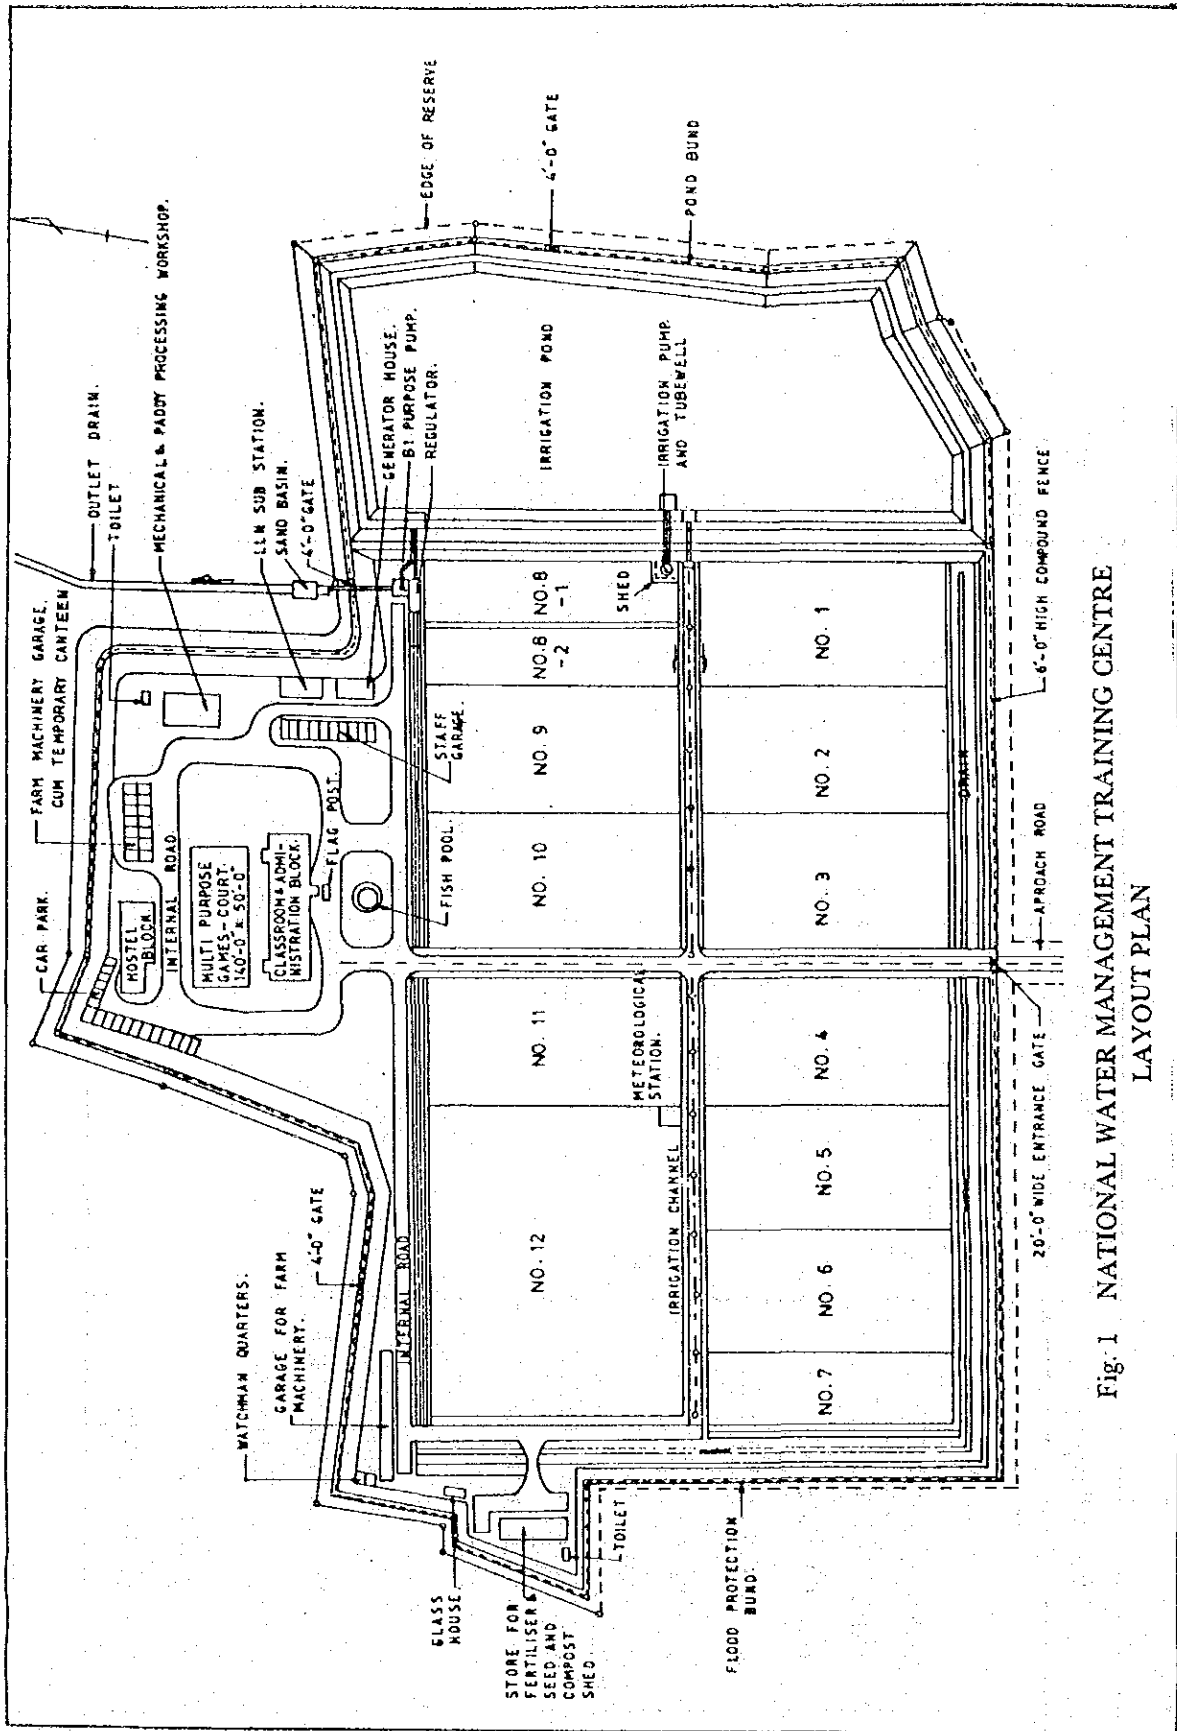 CAR PARK.
FARM MACHINERY GARAGE.
CUM TEMPORARY CANTEEN
OUTLET DRAIN.
TOILET
MECHANICAL & PADDY PROCESSING WORKSHOP.
L.L.N SUB STATION.
SAND BASIN.
4'-0" GATE
GENERATOR HOUSE.
BI PURPOSE PUMP.
REGULATOR.
EDGE OF RESERVE
4'-0" GATE
POND BUND
HOSTEL
BLOCK.
INTERNAL ROAD.
MULTI PURPOSE
GAMES-COURT.
140'-0" x 50'-0"
CLASSROOM & ADMI-
NISTRATION BLOCK.
FLAG POST.
STAFF
GARAGE.
FISH POOL.
WATCHMAN QUARTERS.
GARAGE FOR FARM
MACHINERY.
4'-0" GATE
INTERNAL ROAD
NO.12
NO.11
NO.10
NO.9
NO.8
-2
NO.8
-1
IRRIGATION POND
SHED
IRRIGATION PUMP
AND TUBEWELL
METEOROLOGICAL
STATION.
IRRIGATION CHANNEL
NO.7
NO.6
NO.5
NO.4
NO.3
NO.2
NO.1
DRAIN
GLASS
HOUSE
STORE FOR
FERTILISER &
SEED AND
COMPOST
SHED.
TOILET
FLOOD PROTECTION
BUND.
20'-0" WIDE ENTRANCE GATE
APROACH ROAD
6'-0" HIGH COMPOUND FENCE
Fig. 1 NATIONAL WATER MANAGEMENT TRAINING CENTRE
LAYOUT PLAN